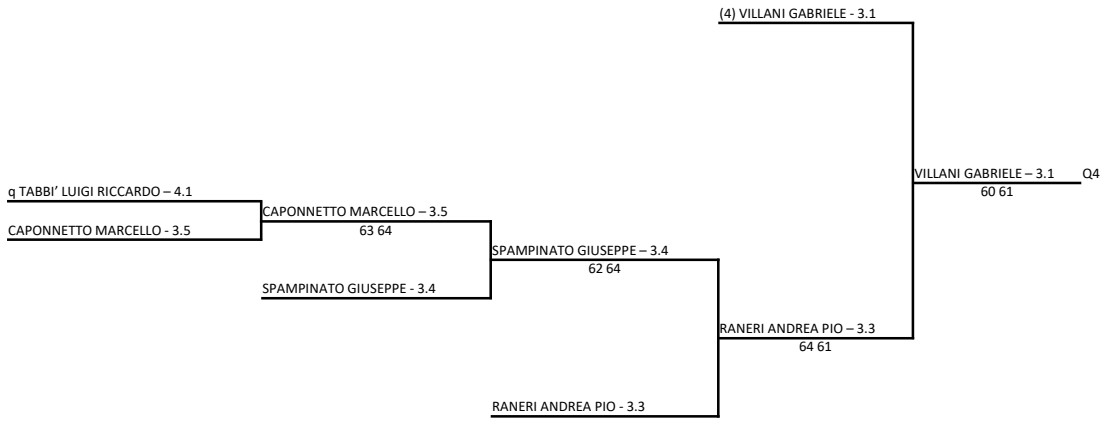 (4) VILLANI GABRIELE - 3.1
VILLANI GABRIELE – 3.1 Q4
60 61
q TABBI’ LUIGI RICCARDO – 4.1
CAPONNETTO MARCELLO – 3.5
63 64
CAPONNETTO MARCELLO - 3.5
SPAMPINATO GIUSEPPE – 3.4
62 64
SPAMPINATO GIUSEPPE - 3.4
RANERI ANDREA PIO – 3.3
64 61
RANERI ANDREA PIO - 3.3